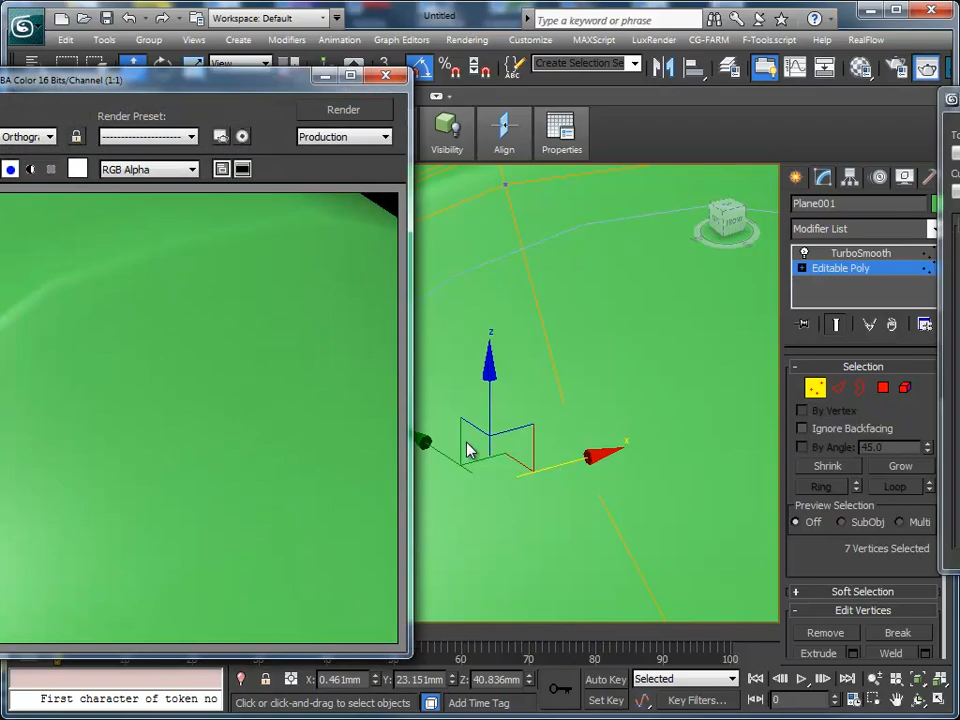 Workspace: Default
Untitled
Type a keyword or phrase
Edit Tools Group Views Create Modifiers Animation Graph Editors Rendering Customize MAXScript LuxRender CG-FARM F-Tools.script Help RealFlow
View
3
Create Selection Se
BA Color 16 Bits/Channel (1:1)
Render Preset:
Render
Orthogra
Production
RGB Alpha
Visibility
Align
Properties
Plane001
Modifier List
TurboSmooth
Editable Poly
z
x
Selection
By Vertex
Ignore Backfacing
By Angle: 45.0
Shrink
Grow
Ring
Loop
Preview Selection
Off
SubObj
Multi
7 Vertices Selected
Soft Selection
Edit Vertices
Remove
Break
Extrude
Weld
60 70 80 90 100
X: 0.461mm
Y: 23.151mm
Z: 40.836mm
Auto Key
Selected
First character of token no
Click or click-and-drag to select objects
Add Time Tag
Set Key
Key Filters...
0